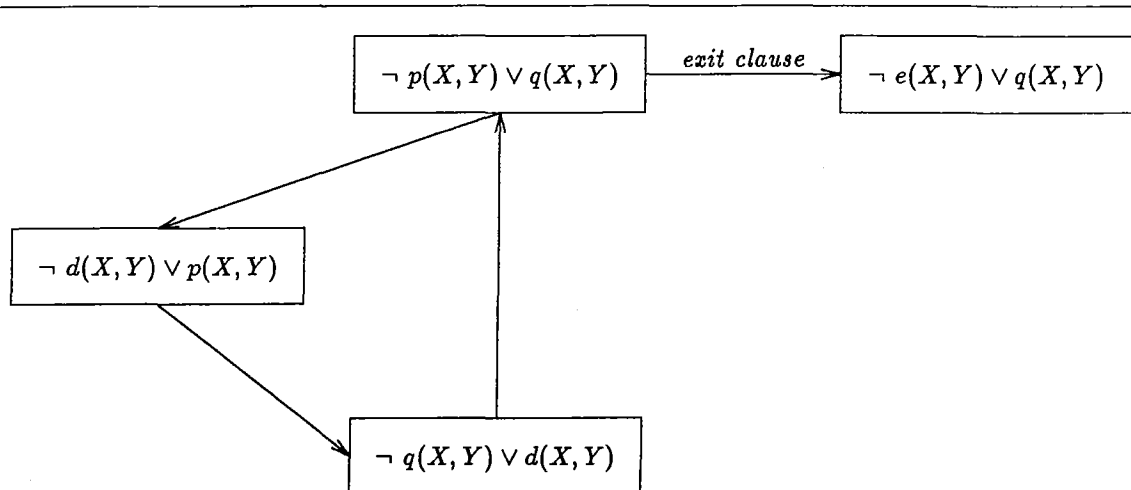 ¬ p(X, Y) ∨ q(X, Y)
exit clause
¬ e(X, Y) ∨ q(X, Y)
¬ d(X, Y) ∨ p(X, Y)
¬ q(X, Y) ∨ d(X, Y)